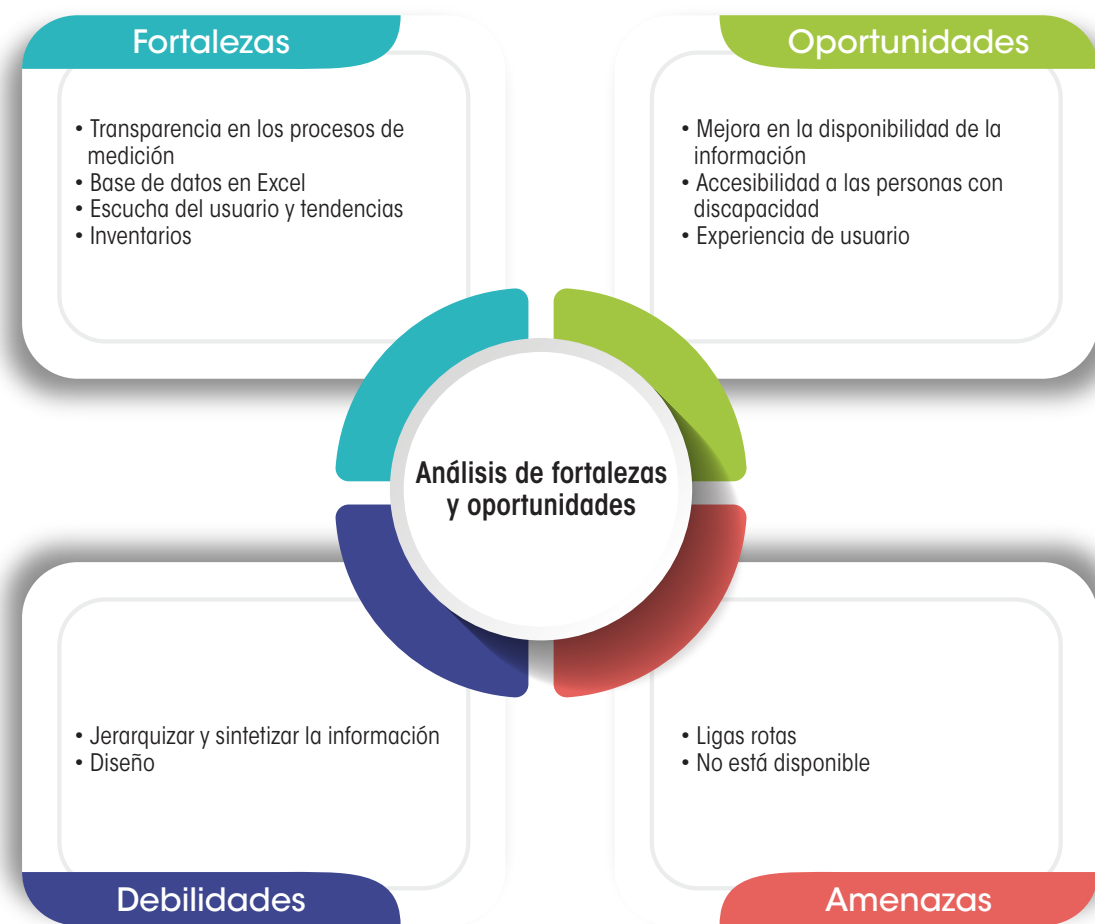 Fortalezas
• Transparencia en los procesos de
medición
• Base de datos en Excel
• Escucha del usuario y tendencias
• Inventarios
Oportunidades
• Mejora en la disponibilidad de la
información
• Accesibilidad a las personas con
discapacidad
• Experiencia de usuario
Análisis de fortalezas
y oportunidades
• Jerarquizar y sintetizar la información
• Diseño
Debilidades
• Ligas rotas
• No está disponible
Amenazas